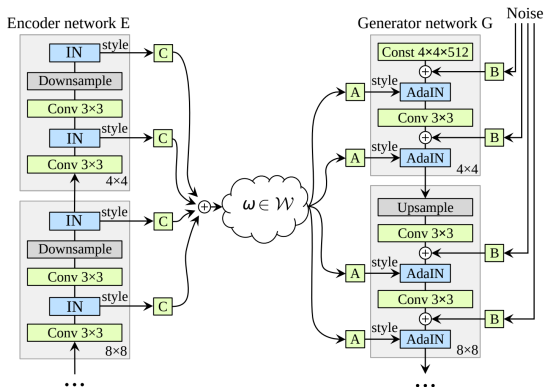 Encoder network E
IN
style
C
Downsample
Conv 3×3
IN
style
C
Conv 3×3
4×4
IN
style
C
Downsample
Conv 3×3
IN
style
C
Conv 3×3
8×8
...
ω ∈ 𝒲
Generator network G
Noise
Const 4×4×512
B
A
style
AdaIN
Conv 3×3
B
A
style
AdaIN
4×4
Upsample
Conv 3×3
B
A
style
AdaIN
Conv 3×3
B
A
style
AdaIN
8×8
...